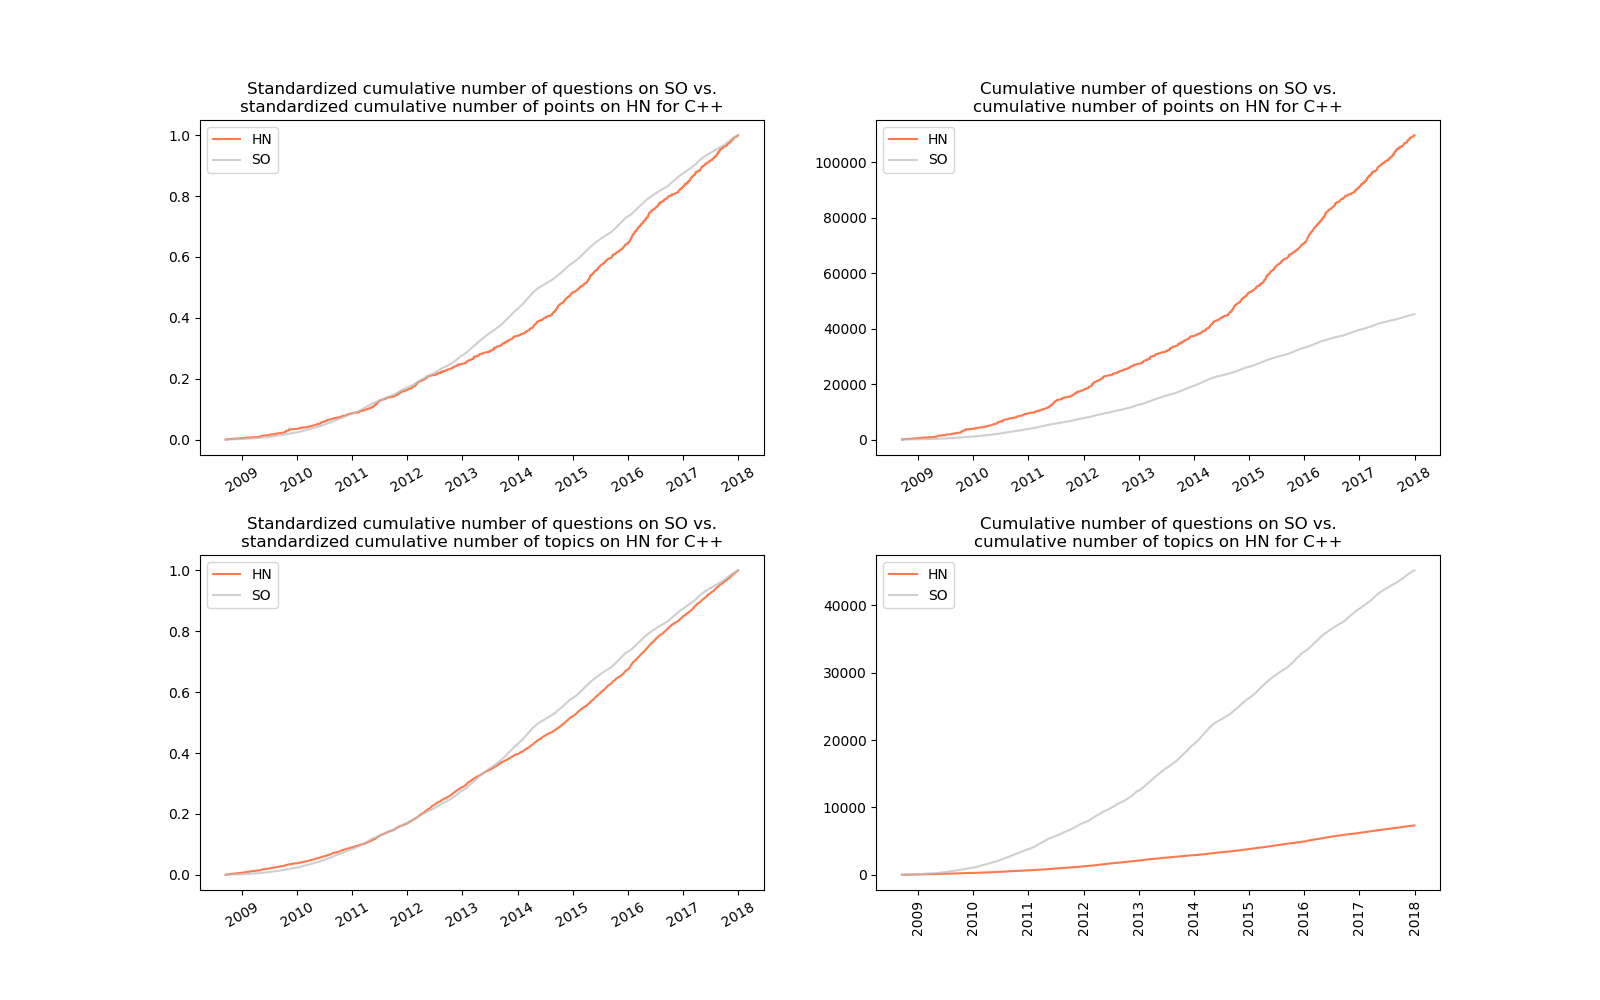 Standardized cumulative number of questions on SO vs.
standardized cumulative number of points on HN for C++
HN
SO
1.0
0.8
0.6
0.4
0.2
0.0
2009 2010 2011 2012 2013 2014 2015 2016 2017 2018
Cumulative number of questions on SO vs.
cumulative number of points on HN for C++
HN
SO
100000
80000
60000
40000
20000
0
2009 2010 2011 2012 2013 2014 2015 2016 2017 2018
Standardized cumulative number of questions on SO vs.
standardized cumulative number of topics on HN for C++
HN
SO
1.0
0.8
0.6
0.4
0.2
0.0
2009 2010 2011 2012 2013 2014 2015 2016 2017 2018
Cumulative number of questions on SO vs.
cumulative number of topics on HN for C++
HN
SO
40000
30000
20000
10000
0
2009 2010 2011 2012 2013 2014 2015 2016 2017 2018